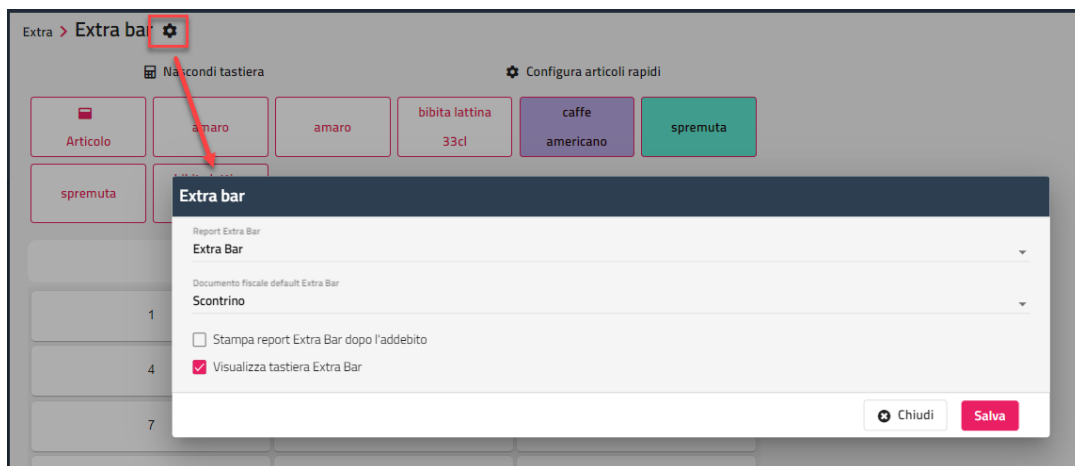 Extra > Extra bar
Nascondi tastiera
Configura articoli rapidi
Articolo
amaro
amaro
bibita lattina
33cl
caffe
americano
spremuta
spremuta
Extra bar
Report Extra Bar
Extra Bar
Documento fiscale default Extra Bar
Scontrino
1
Stampa report Extra Bar dopo l'addebito
4
Visualizza tastiera Extra Bar
7
Chiudi
Salva